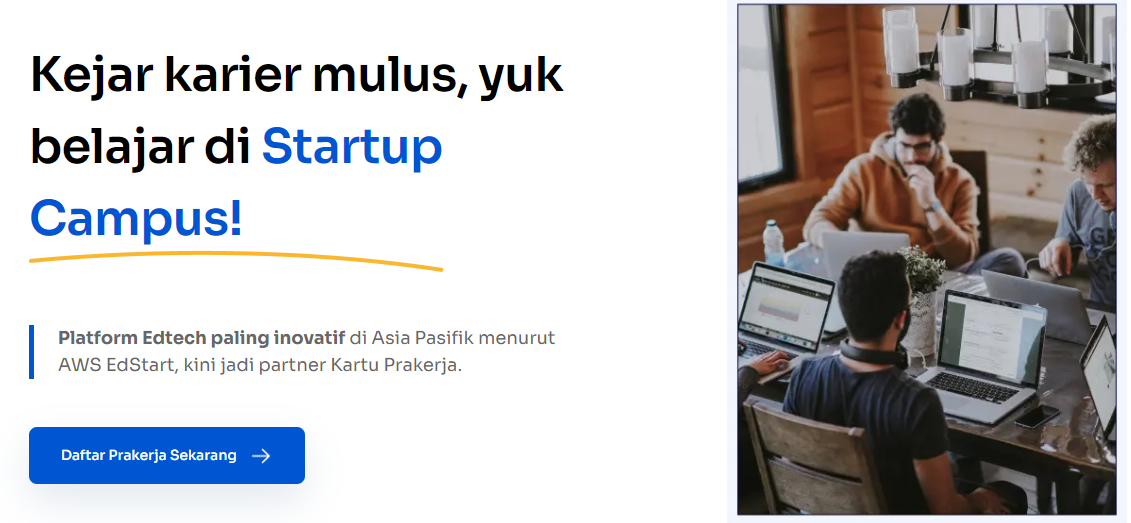 Kejar karier mulus, yuk
belajar di Startup
Campus!
Platform Edtech paling inovatif di Asia Pasifik menurut
AWS EdStart, kini jadi partner Kartu Prakerja.
Daftar Prakerja Sekarang